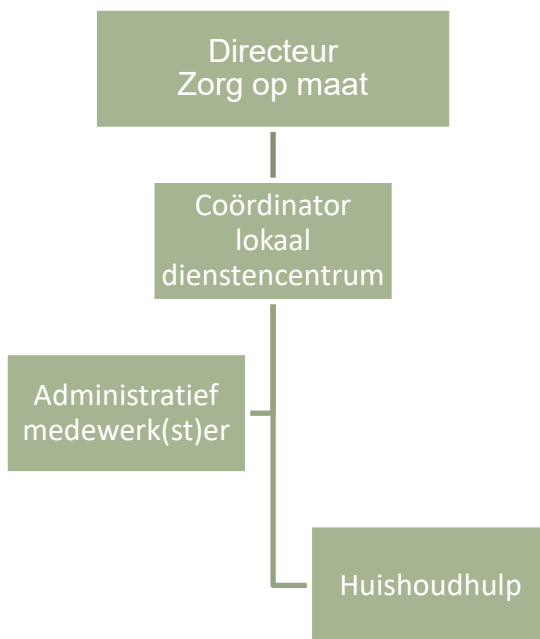 Directeur
Zorg op maat
Coördinator
lokaal
dienstencentrum
Administratief
medewerk(st)er
Huishoudhulp